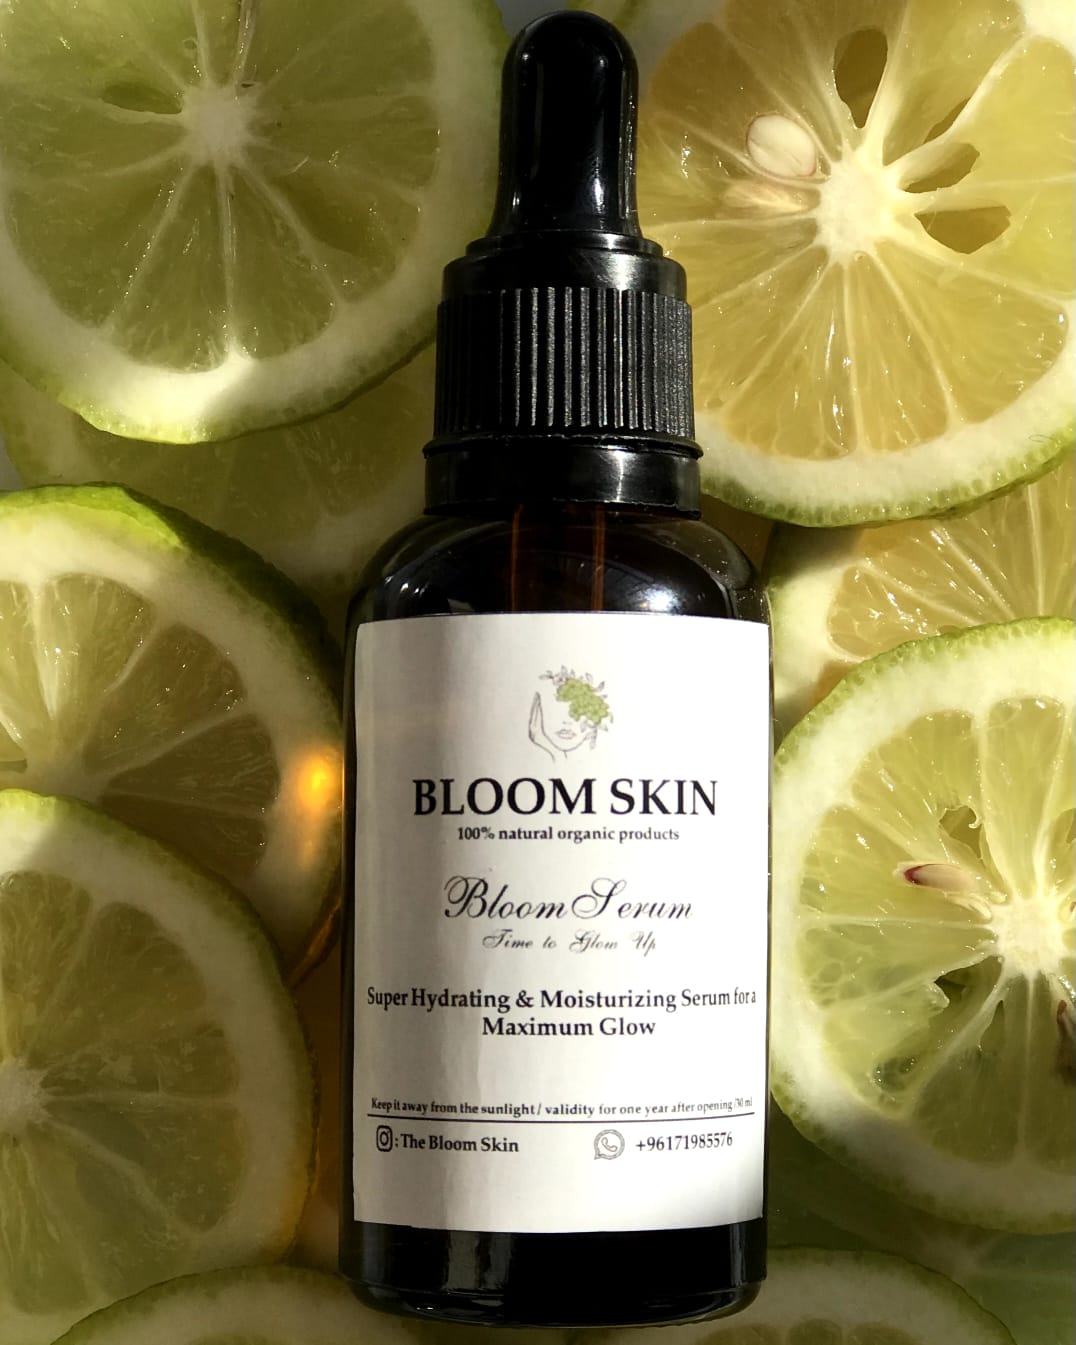 BLOOM SKIN
100% natural organic products
Bloom Serum
Time to Glow Up
Super Hydrating & Moisturizing Serum for a
Maximum Glow
Keep it away from the sunlight / validity for one year after opening /30 ml
: The Bloom Skin
+96171985576